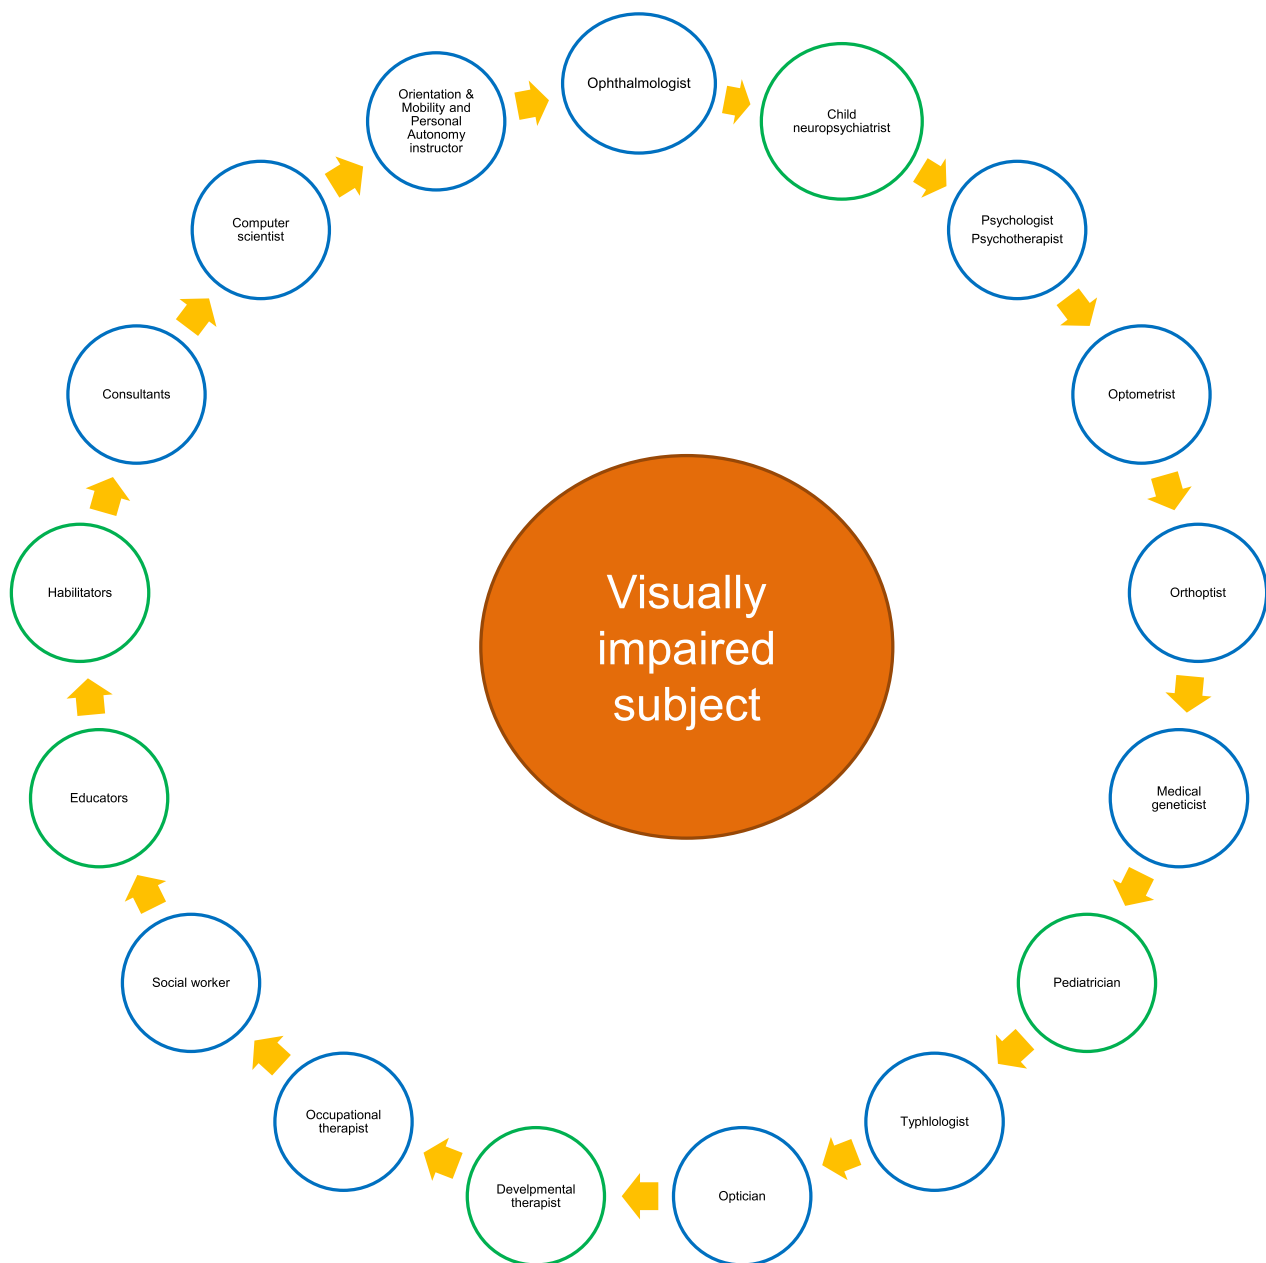 Ophthalmologist
Child
neuropsychiatrist
Psychologist
Psychotherapist
Optometrist
Orthoptist
Medical
geneticist
Pediatrician
Typhlologist
Optician
Develpmental
therapist
Occupational
therapist
Social worker
Educators
Habilitators
Consultants
Computer
scientist
Orientation &
Mobility and
Personal
Autonomy
instructor
Visually
impaired
subject